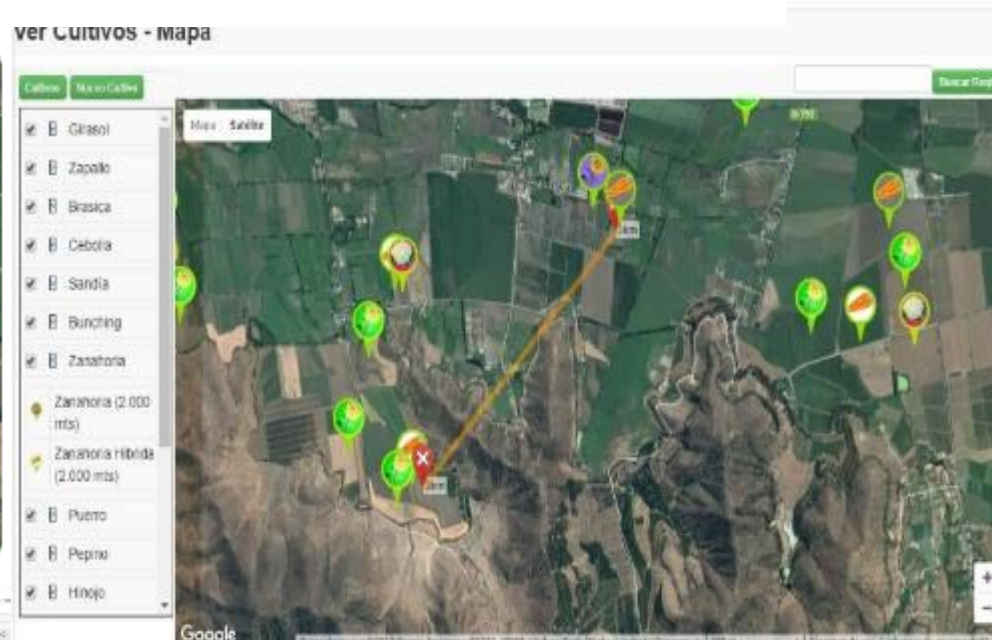 Ver Cultivos - Mapa
Cultivos
Nuevo Cultivo
Girasol
Zapallo
Brasica
Cebolla
Sandía
Bunching
Zanahoria
Zanahoria (2.000
mts)
Zanahoria Hibrida
(2.000 mts)
Puerro
Pepino
Hinojo
Mapa
Satélite
Buscar
+
−
Google